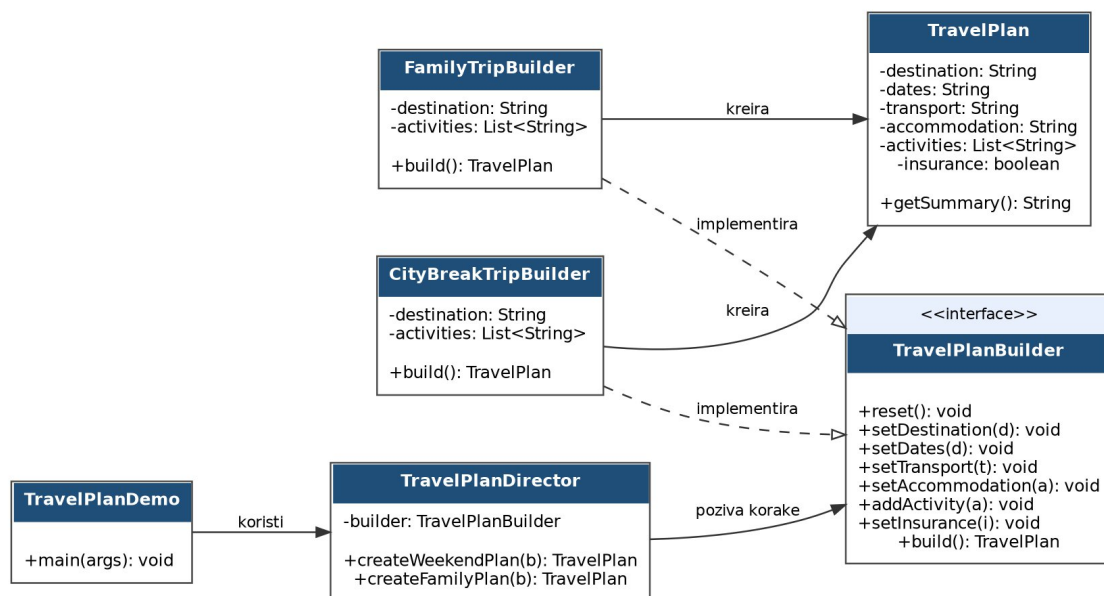 TravelPlan
-destination: String
-dates: String
-transport: String
-accommodation: String
-activities: List<String>
-insurance: boolean
+getSummary(): String
FamilyTripBuilder
-destination: String
-activities: List<String>
+build(): TravelPlan
kreira
implementira
CityBreakTripBuilder
-destination: String
-activities: List<String>
+build(): TravelPlan
kreira
implementira
<<interface>>
TravelPlanBuilder
+reset(): void
+setDestination(d): void
+setDates(d): void
+setTransport(t): void
+setAccommodation(a): void
+addActivity(a): void
+setInsurance(i): void
+build(): TravelPlan
TravelPlanDemo
+main(args): void
koristi
TravelPlanDirector
-builder: TravelPlanBuilder
+createWeekendPlan(b): TravelPlan
+createFamilyPlan(b): TravelPlan
poziva korake